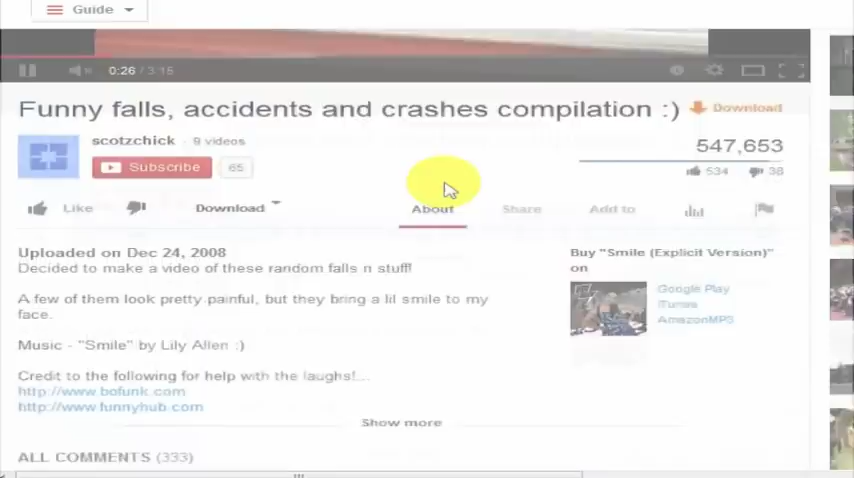 Guide
0:26 / 3:15
Funny falls, accidents and crashes compilation :)
Download
scotzchick · 9 videos
Subscribe 65
547,653
534 38
Like
Download
About
Share
Add to
Uploaded on Dec 24, 2008
Decided to make a video of these random falls n stuff!
A few of them look pretty painful, but they bring a lil smile to my
face.
Music - "Smile" by Lily Allen :)
Credit to the following for help with the laughs!...
http://www.bofunk.com
http://www.funnyhub.com
Buy "Smile (Explicit Version)"
on
Google Play
iTunes
AmazonMP3
Show more
ALL COMMENTS (333)